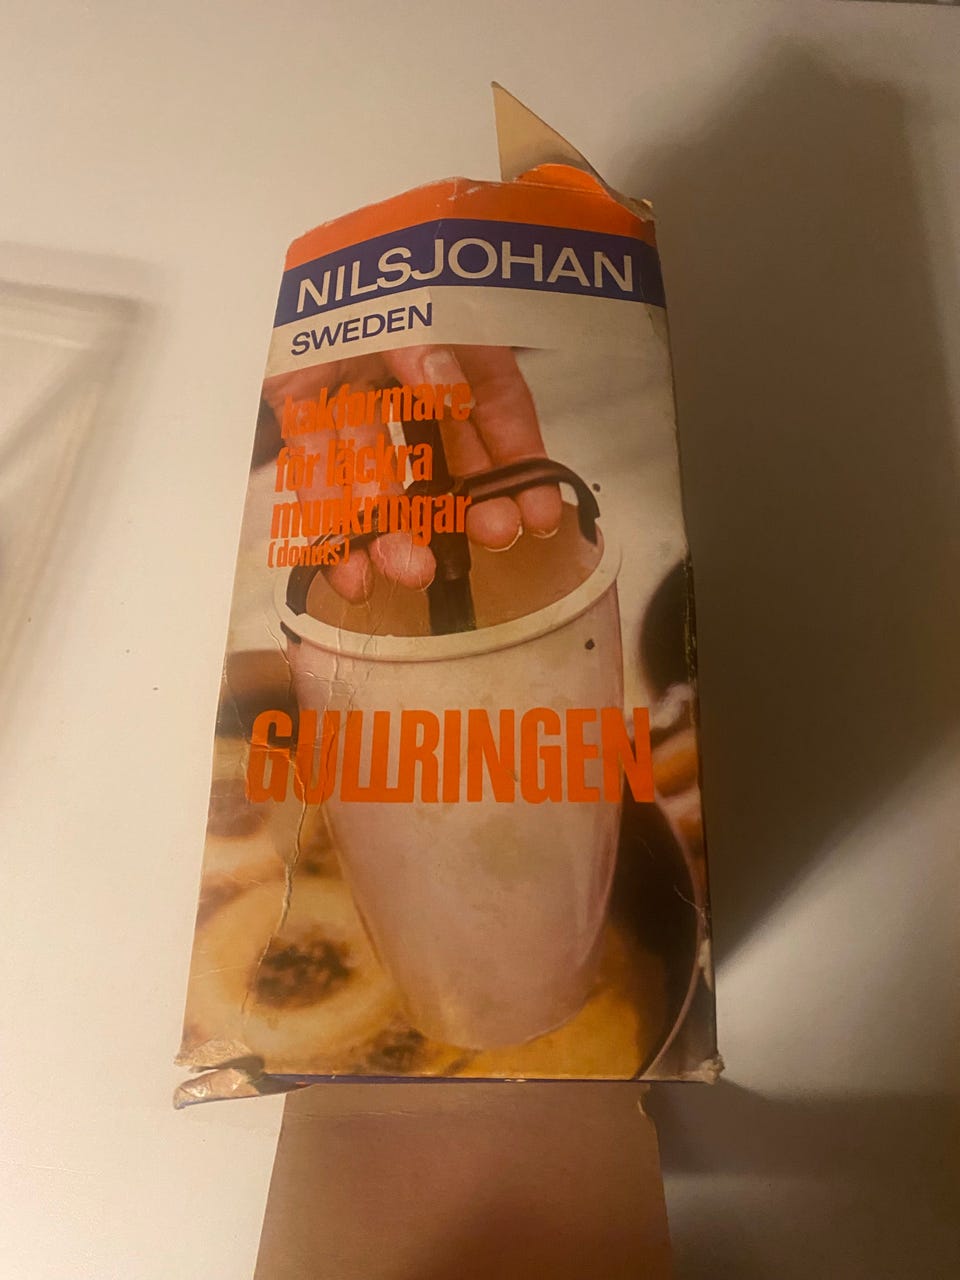 NILSJOHAN
SWEDEN
kakformare
för läckra
munkringar
(donuts)
GULLRINGEN